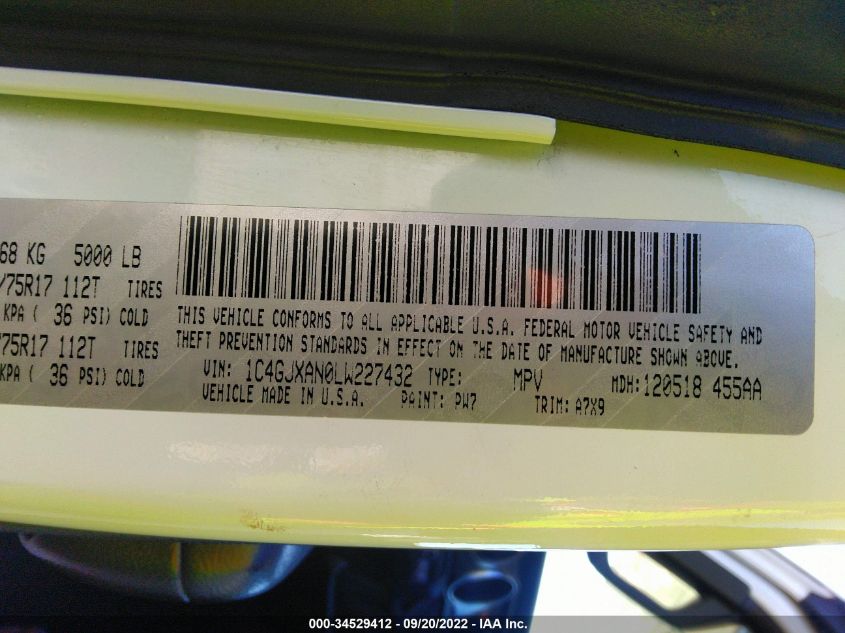 68 KG 5000 LB
/75R17 112T TIRES
KPA ( 36 PSI) COLD
/75R17 112T TIRES
KPA ( 36 PSI) COLD
THIS VEHICLE CONFORMS TO ALL APPLICABLE U.S.A. FEDERAL MOTOR VEHICLE SAFETY AND
THEFT PREVENTION STANDARDS IN EFFECT ON THE DATE OF MANUFACTURE SHOWN ABOVE.
VIN: 1C4GJXAN0LW227432 TYPE: MPV MDH:120518 455AA
VEHICLE MADE IN U.S.A. PAINT: PW7 TRIM: A7X9
000-34529412 - 09/20/2022 - IAA Inc.